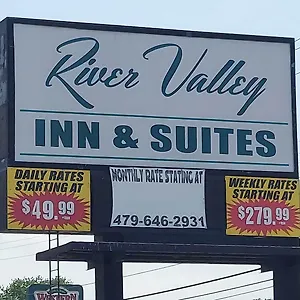 River Valley
INN & SUITES
DAILY RATES
STARTING AT
$49.99
MONTHLY RATE STATING AT
479-646-2931
WEEKLY RATES
STARTING AT
$279.99
WESTERN